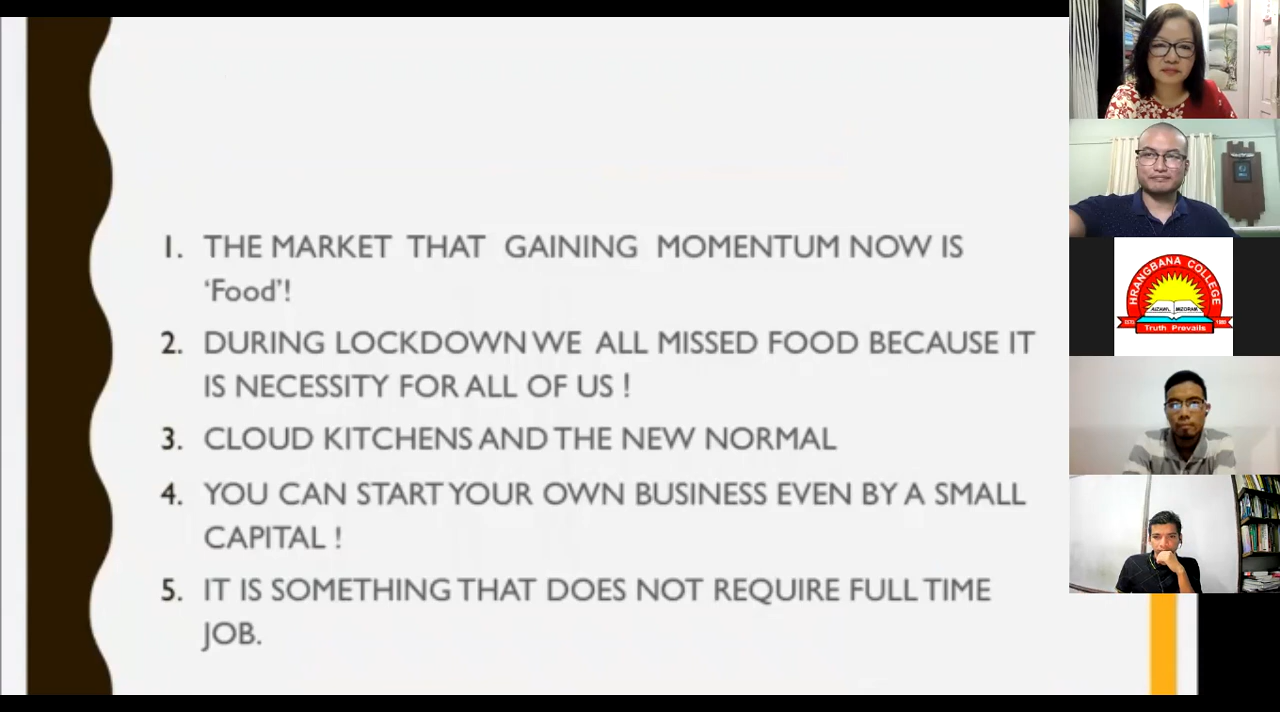 1. THE MARKET THAT GAINING MOMENTUM NOW IS
'Food'!
2. DURING LOCKDOWN WE ALL MISSED FOOD BECAUSE IT
IS NECESSITY FOR ALL OF US !
3. CLOUD KITCHENS AND THE NEW NORMAL
4. YOU CAN START YOUR OWN BUSINESS EVEN BY A SMALL
CAPITAL !
5. IT IS SOMETHING THAT DOES NOT REQUIRE FULL TIME
JOB.
HRANGBANA COLLEGE
AIZAWL MIZORAM
Truth Prevails